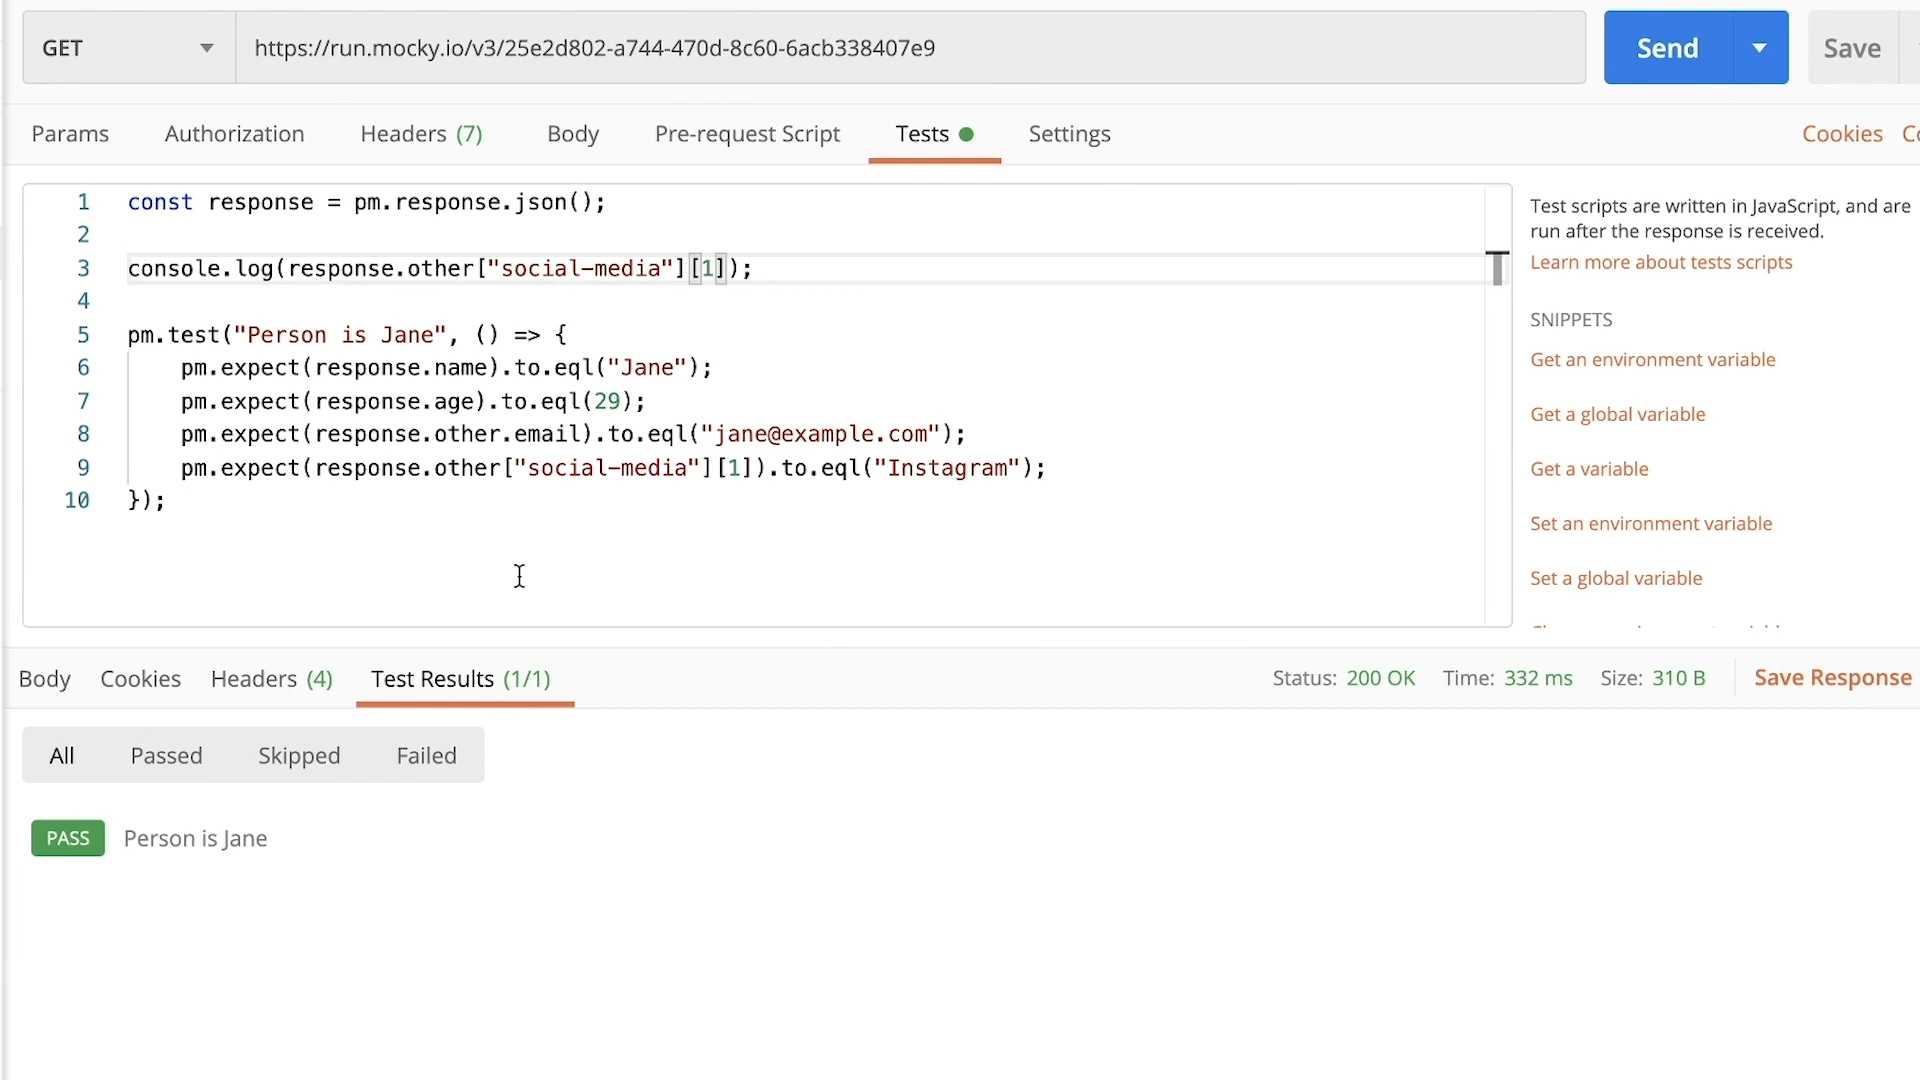 GET https://run.mocky.io/v3/25e2d802-a744-470d-8c60-6acb338407e9 Send Save
Params Authorization Headers (7) Body Pre-request Script Tests Settings Cookies
1 const response = pm.response.json();
2
3 console.log(response.other["social-media"][1]);
4
5 pm.test("Person is Jane", () => {
6 pm.expect(response.name).to.eql("Jane");
7 pm.expect(response.age).to.eql(29);
8 pm.expect(response.other.email).to.eql("jane@example.com");
9 pm.expect(response.other["social-media"][1]).to.eql("Instagram");
10 });
Test scripts are written in JavaScript, and are
run after the response is received.
Learn more about tests scripts
SNIPPETS
Get an environment variable
Get a global variable
Get a variable
Set an environment variable
Set a global variable
Body Cookies Headers (4) Test Results (1/1) Status: 200 OK Time: 332 ms Size: 310 B Save Response
All Passed Skipped Failed
PASS Person is Jane